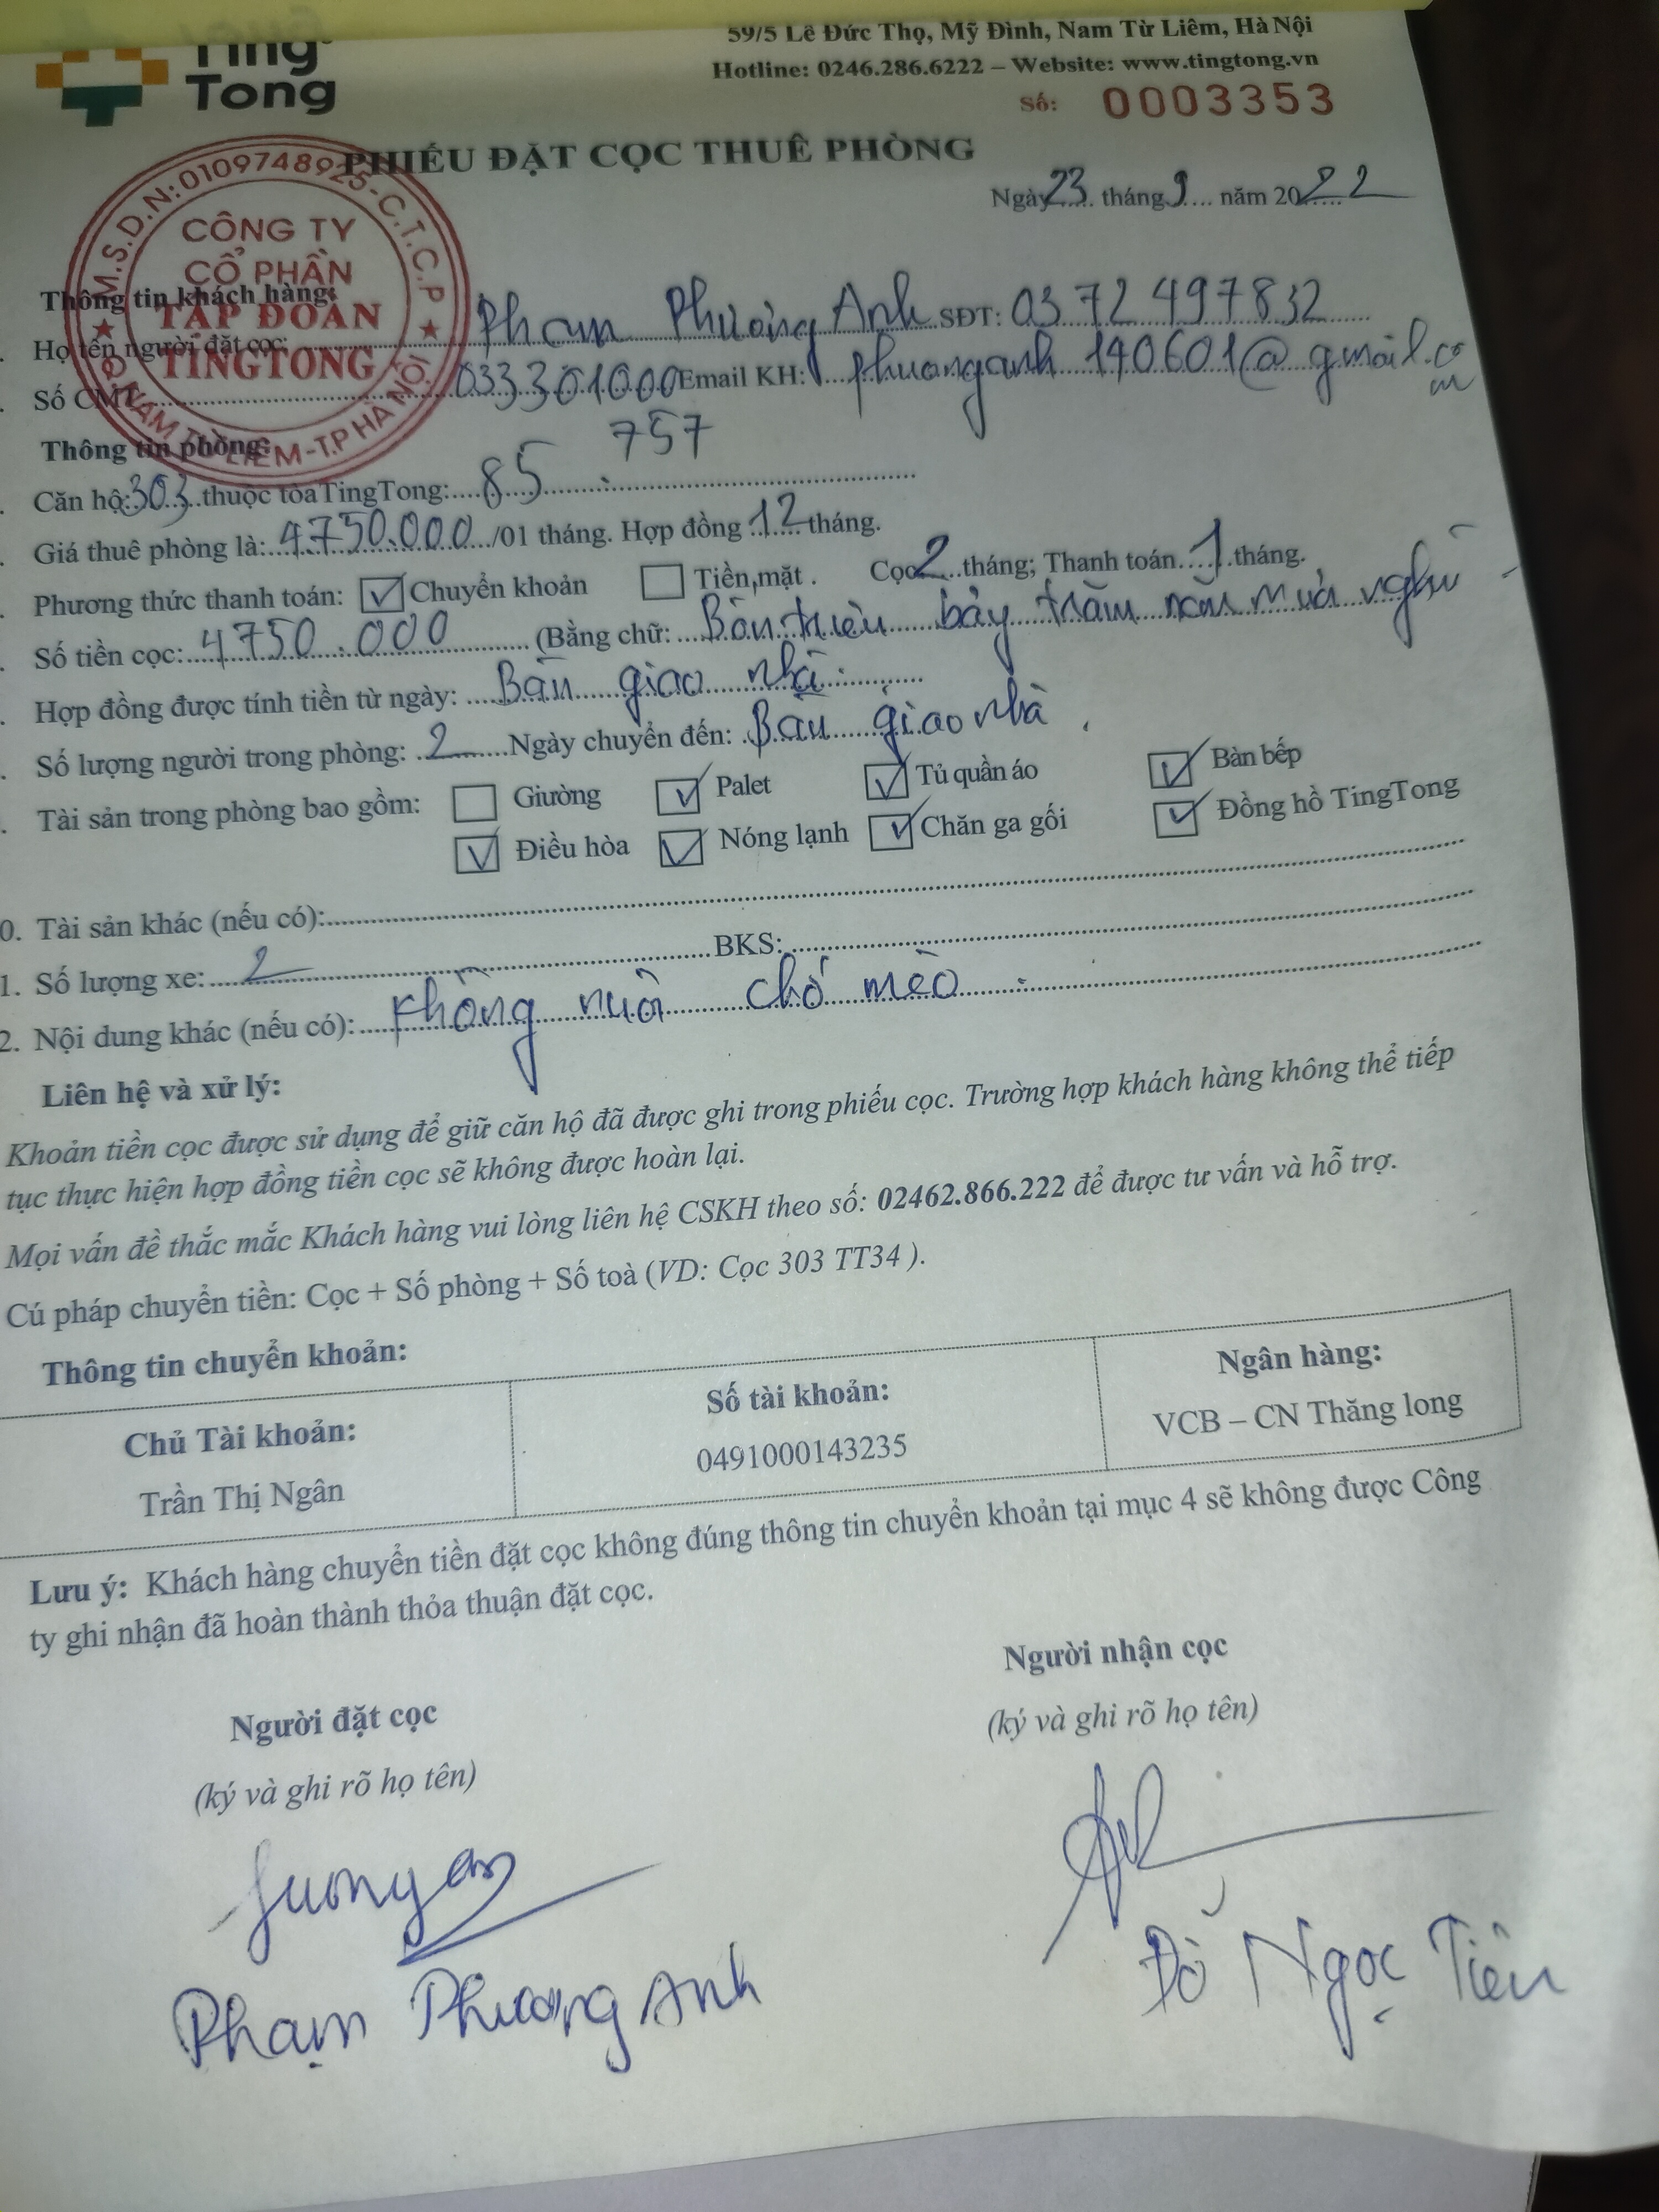 Ting
Tong
59/5 Lê Đức Thọ, Mỹ Đình, Nam Từ Liêm, Hà Nội
Hotline: 0246.286.6222 – Website: www.tingtong.vn
Số: 0003353
PHIẾU ĐẶT CỌC THUÊ PHÒNG
Ngày 23 tháng 9 năm 2022
M.S.D.N:0109748925-C.T.C.P
CÔNG TY
CỔ PHẦN
TẬP ĐOÀN
TINGTONG
NAM TỪ LIÊM-T.P HÀ NỘI
Thông tin khách hàng:
Họ tên người đặt cọc: Phạm Phương Anh SĐT: 0372497832
Số CMT 033301000 Email KH: phuonganh140601@gmail.co
757 m
Thông tin phòng:
Căn hộ: 303 thuộc tòa TingTong: 85
Giá thuê phòng là: 4750.000 /01 tháng. Hợp đồng 12 tháng.
Phương thức thanh toán: ☑ Chuyển khoản ☐ Tiền mặt . Cọc 2 tháng; Thanh toán 1 tháng.
Số tiền cọc: 4750.000 (Bằng chữ: Bốn triệu bảy trăm năm mươi nghì
Hợp đồng được tính tiền từ ngày: Bàn giao nhà.
Số lượng người trong phòng: 2 Ngày chuyển đến: Bàn giao nhà.
Tài sản trong phòng bao gồm: ☐ Giường ☑ Palet ☑ Tủ quần áo ☑ Bàn bếp
☑ Điều hòa ☑ Nóng lạnh ☑ Chăn ga gối ☑ Đồng hồ TingTong
0. Tài sản khác (nếu có):
1. Số lượng xe: 2 BKS:
2. Nội dung khác (nếu có): Không nuôi chó mèo.
Liên hệ và xử lý:
Khoản tiền cọc được sử dụng để giữ căn hộ đã được ghi trong phiếu cọc. Trường hợp khách hàng không thể tiếp
tục thực hiện hợp đồng tiền cọc sẽ không được hoàn lại.
Mọi vấn đề thắc mắc Khách hàng vui lòng liên hệ CSKH theo số: 02462.866.222 để được tư vấn và hỗ trợ.
Cú pháp chuyển tiền: Cọc + Số phòng + Số toà (VD: Cọc 303 TT34 ).
Thông tin chuyển khoản:
Chủ Tài khoản: Số tài khoản: Ngân hàng:
Trần Thị Ngân 0491000143235 VCB – CN Thăng long
Lưu ý: Khách hàng chuyển tiền đặt cọc không đúng thông tin chuyển khoản tại mục 4 sẽ không được Công
ty ghi nhận đã hoàn thành thỏa thuận đặt cọc.
Người đặt cọc Người nhận cọc
(ký và ghi rõ họ tên) (ký và ghi rõ họ tên)
Phạm Phương Anh Đỗ Ngọc Tiến